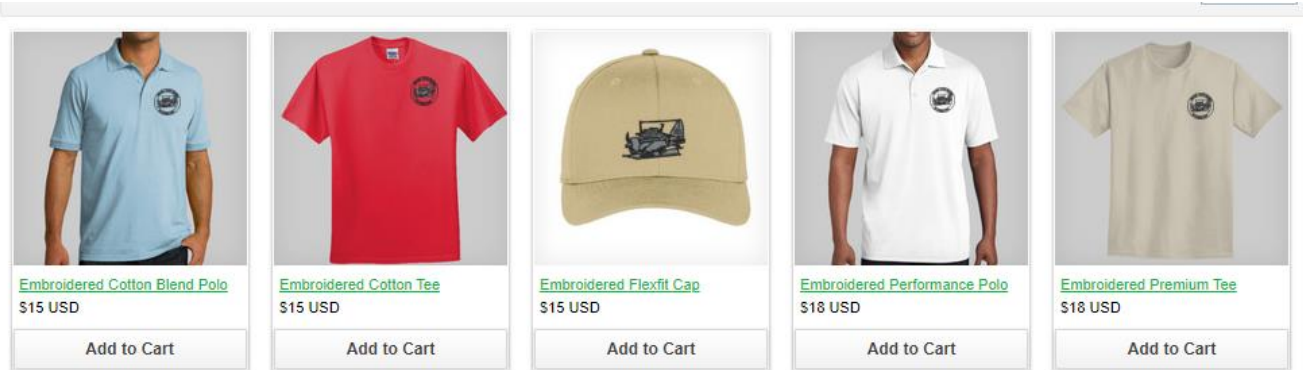 Embroidered Cotton Blend Polo
$15 USD
Add to Cart
Embroidered Cotton Tee
$15 USD
Add to Cart
Embroidered Flexfit Cap
$15 USD
Add to Cart
Embroidered Performance Polo
$18 USD
Add to Cart
Embroidered Premium Tee
$18 USD
Add to Cart